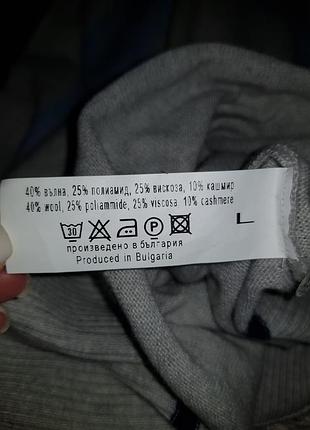 40% вълна, 25% полиамид, 25% вискоза, 10% кашмир
40% wool, 25% poliammide, 25% viscosa, 10% cashmere
30 P L
произведено в българия
Produced in Bulgaria